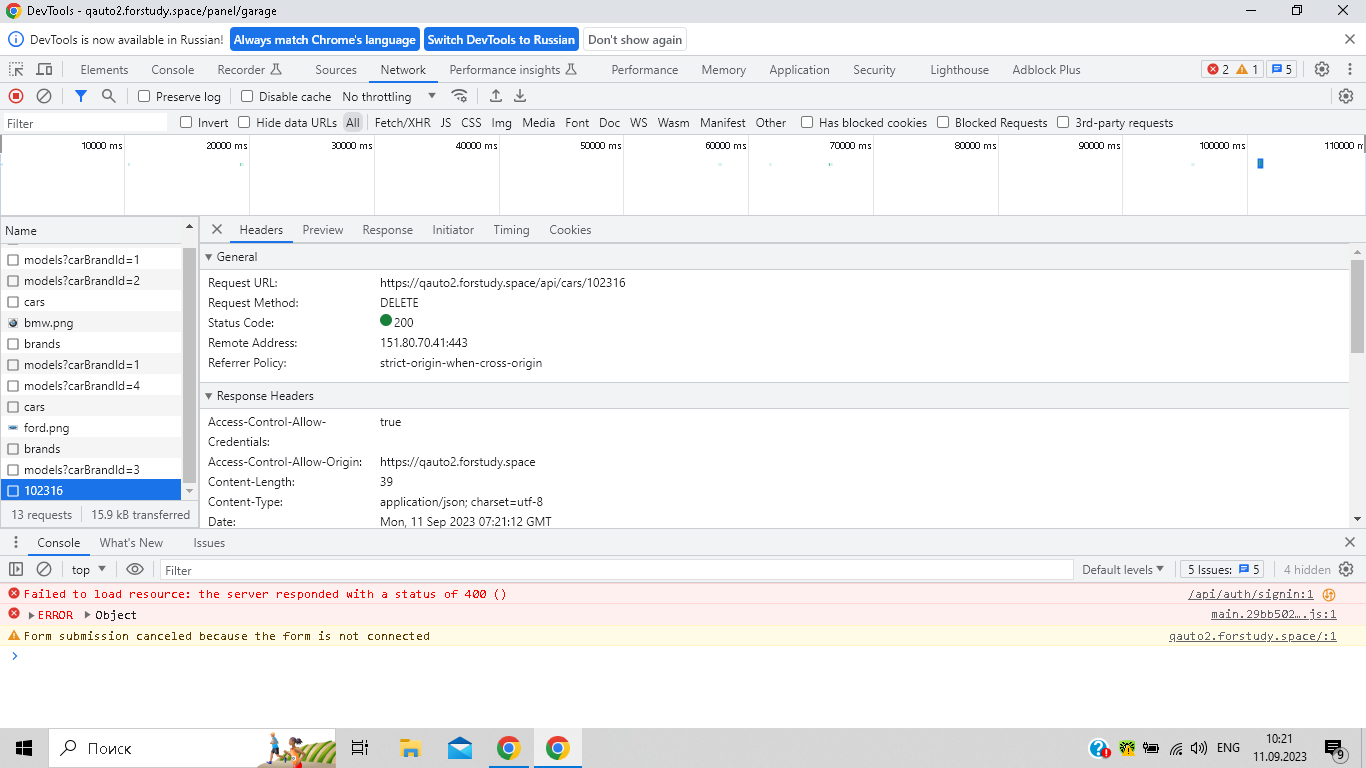 DevTools - qauto2.forstudy.space/panel/garage
DevTools is now available in Russian! Always match Chrome's language Switch DevTools to Russian Don't show again
Elements Console Recorder Sources Network Performance insights Performance Memory Application Security Lighthouse Adblock Plus 2 1 5
Preserve log Disable cache No throttling
Filter Invert Hide data URLs All Fetch/XHR JS CSS Img Media Font Doc WS Wasm Manifest Other Has blocked cookies Blocked Requests 3rd-party requests
10000 ms 20000 ms 30000 ms 40000 ms 50000 ms 60000 ms 70000 ms 80000 ms 90000 ms 100000 ms 110000 m
Name
models?carBrandId=1
models?carBrandId=2
cars
bmw.png
brands
models?carBrandId=1
models?carBrandId=4
cars
ford.png
brands
models?carBrandId=3
102316
13 requests 15.9 kB transferred
Headers Preview Response Initiator Timing Cookies
General
Request URL: https://qauto2.forstudy.space/api/cars/102316
Request Method: DELETE
Status Code: 200
Remote Address: 151.80.70.41:443
Referrer Policy: strict-origin-when-cross-origin
Response Headers
Access-Control-Allow- true
Credentials:
Access-Control-Allow-Origin: https://qauto2.forstudy.space
Content-Length: 39
Content-Type: application/json; charset=utf-8
Date: Mon, 11 Sep 2023 07:21:12 GMT
Console What's New Issues
top Filter Default levels 5 Issues: 5 4 hidden
Failed to load resource: the server responded with a status of 400 () /api/auth/signin:1
ERROR Object main.29bb502….js:1
Form submission canceled because the form is not connected qauto2.forstudy.space/:1
Поиск ENG 10:21
11.09.2023 9